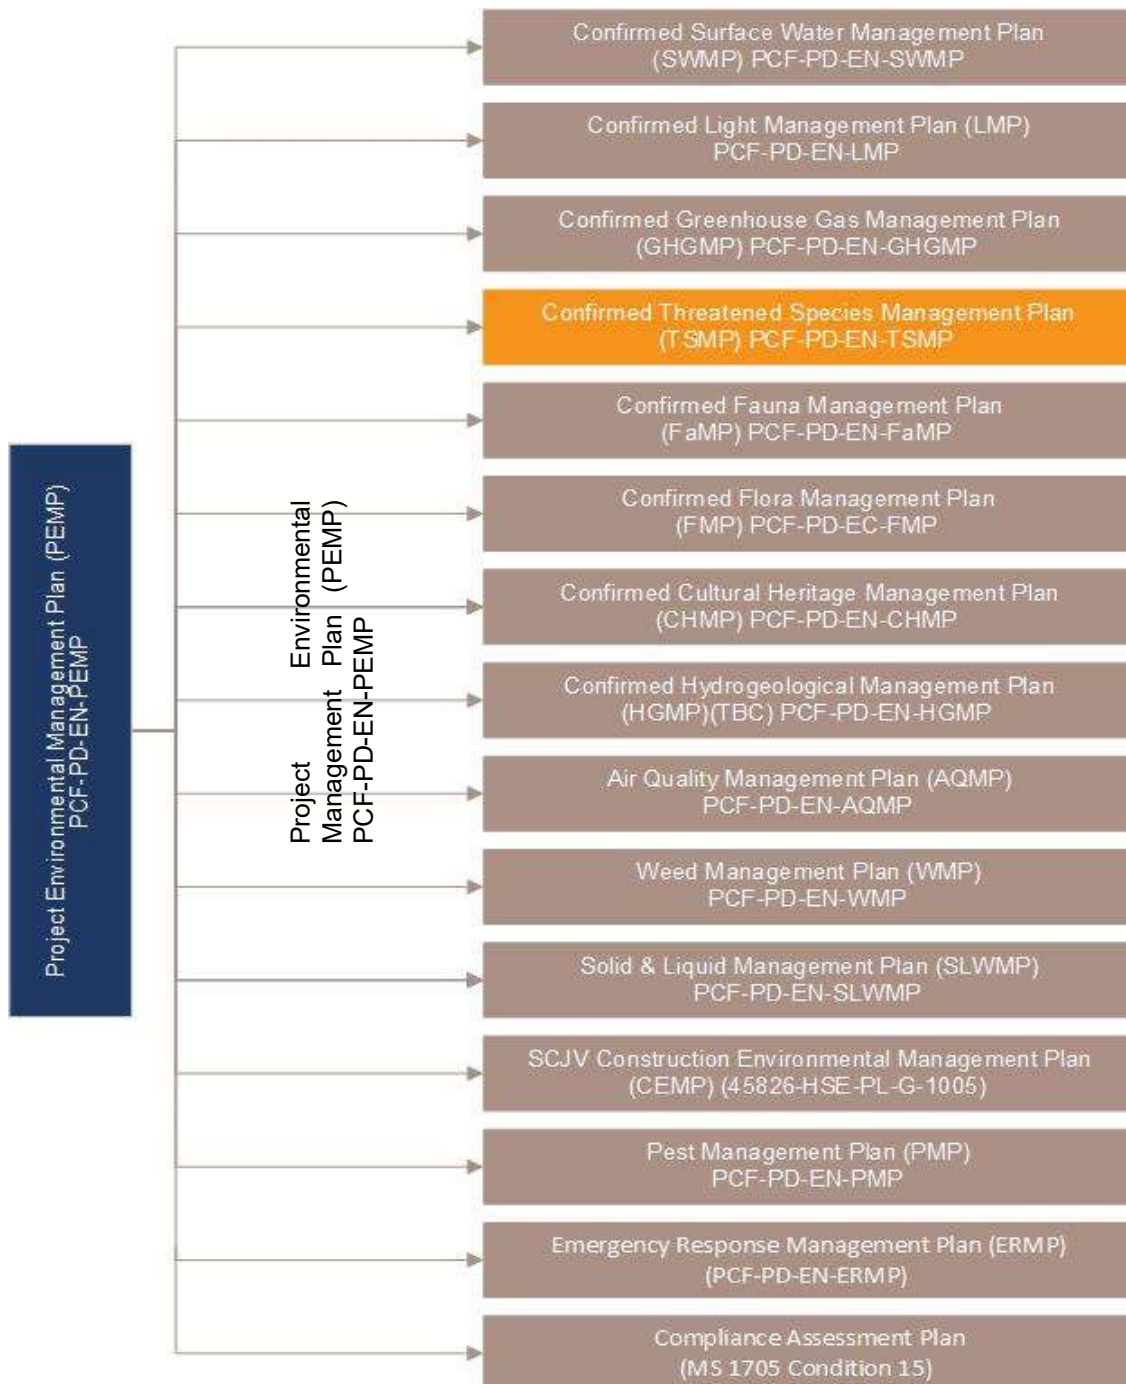 Project Environmental Management Plan (PEMP)
PCF-PD-EN-PEMP
Project Environmental
Management Plan (PEMP)
PCF-PD-EN-PEMP
Confirmed Surface Water Management Plan
(SWMP) PCF-PD-EN-SWMP
Confirmed Light Management Plan (LMP)
PCF-PD-EN-LMP
Confirmed Greenhouse Gas Management Plan
(GHGMP) PCF-PD-EN-GHGMP
Confirmed Threatened Species Management Plan
(TSMP) PCF-PD-EN-TSMP
Confirmed Fauna Management Plan
(FaMP) PCF-PD-EN-FaMP
Confirmed Flora Management Plan
(FMP) PCF-PD-EC-FMP
Confirmed Cultural Heritage Management Plan
(CHMP) PCF-PD-EN-CHMP
Confirmed Hydrogeological Management Plan
(HGMP)(TBC) PCF-PD-EN-HGMP
Air Quality Management Plan (AQMP)
PCF-PD-EN-AQMP
Weed Management Plan (WMP)
PCF-PD-EN-WMP
Solid & Liquid Management Plan (SLWMP)
PCF-PD-EN-SLWMP
SCJV Construction Environmental Management Plan
(CEMP) (45826-HSE-PL-G-1005)
Pest Management Plan (PMP)
PCF-PD-EN-PMP
Emergency Response Management Plan (ERMP)
(PCF-PD-EN-ERMP)
Compliance Assessment Plan
(MS 1705 Condition 15)